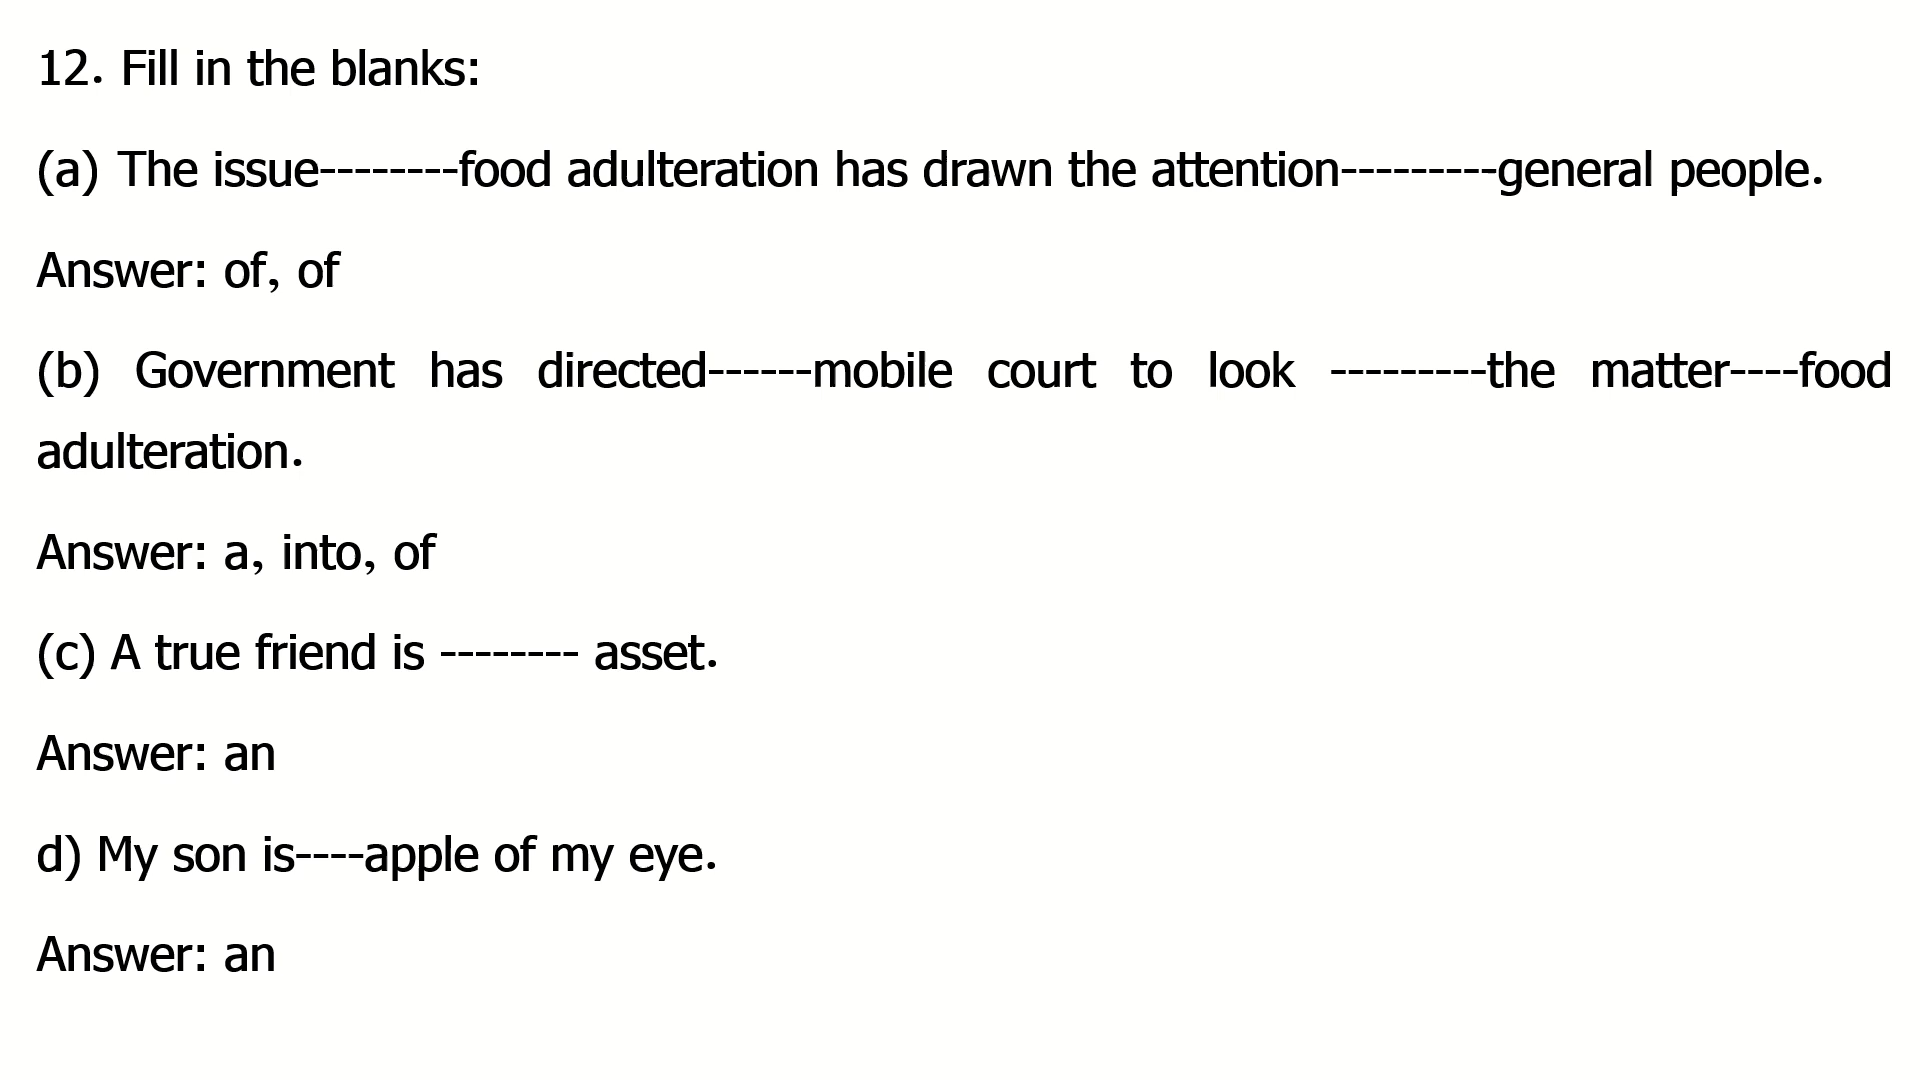 12. Fill in the blanks:
(a) The issue--------food adulteration has drawn the attention---------general people.
Answer: of, of
(b) Government has directed------mobile court to look ---------the matter----food
adulteration.
Answer: a, into, of
(c) A true friend is -------- asset.
Answer: an
d) My son is----apple of my eye.
Answer: an